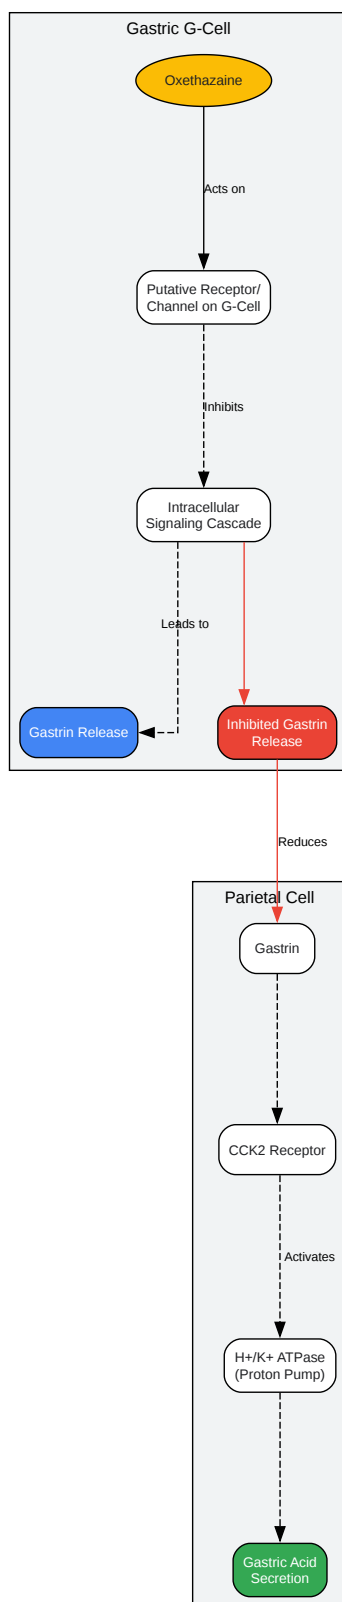 Gastric G-Cell
Oxethazaine
Acts on
Putative Receptor/
Channel on G-Cell
Inhibits
Intracellular
Signaling Cascade
Leads to
Gastrin Release
Inhibited Gastrin
Release
Reduces
Parietal Cell
Gastrin
CCK2 Receptor
Activates
H+/K+ ATPase
(Proton Pump)
Gastric Acid
Secretion